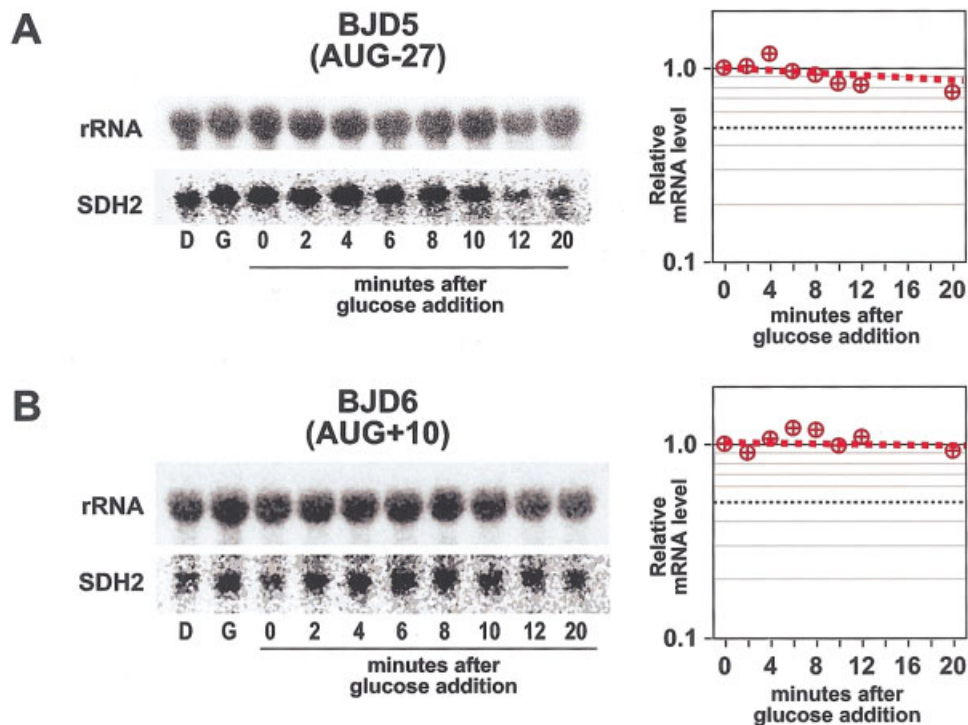 A
BJD5
(AUG-27)
rRNA
SDH2
D G 0 2 4 6 8 10 12 20
minutes after
glucose addition
Relative
mRNA level
1.0
0.1
0 4 8 12 16 20
minutes after
glucose addition
B
BJD6
(AUG+10)
rRNA
SDH2
D G 0 2 4 6 8 10 12 20
minutes after
glucose addition
Relative
mRNA level
1.0
0.1
0 4 8 12 16 20
minutes after
glucose addition